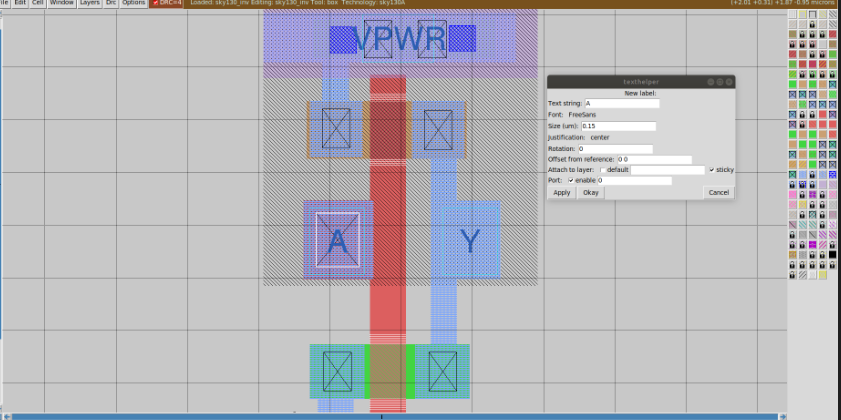 File Edit Cell Window Layers Drc Options DRC=4 Loaded: sky130_inv Editing: sky130_inv Tool: box Technology: sky130A (+2.01 +0.31) +1.87 -0.95 microns
VPWR
texthelper
New label:
Text string: A
Font: FreeSans
Size (um): 0.15
Justification: center
Rotation: 0
Offset from reference: 0 0
Attach to layer: default sticky
Port: enable 0
Apply Okay Cancel
A Y